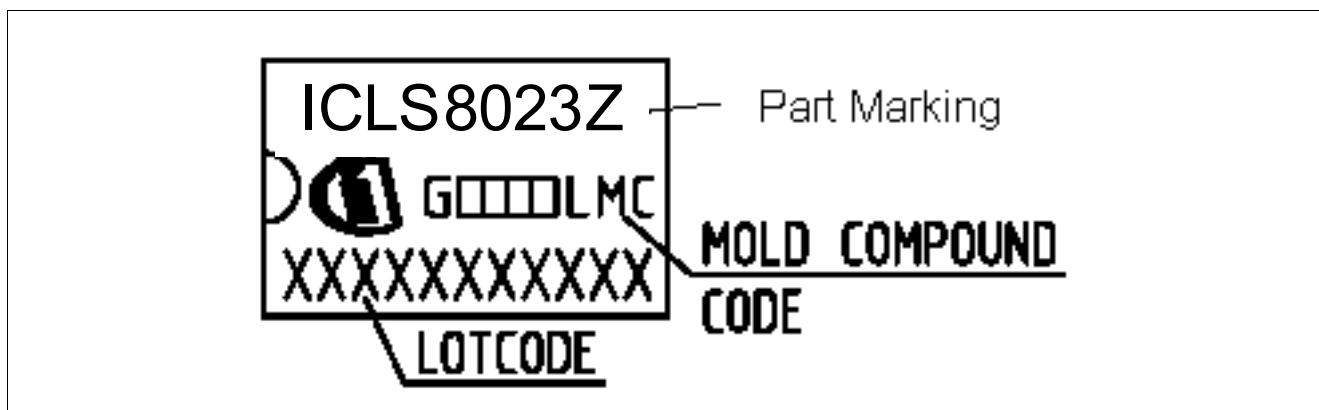 ICLS8023Z
Part Marking
G□□□□LMC
MOLD COMPOUND
CODE
XXXXXXXXXXX
LOTCODE